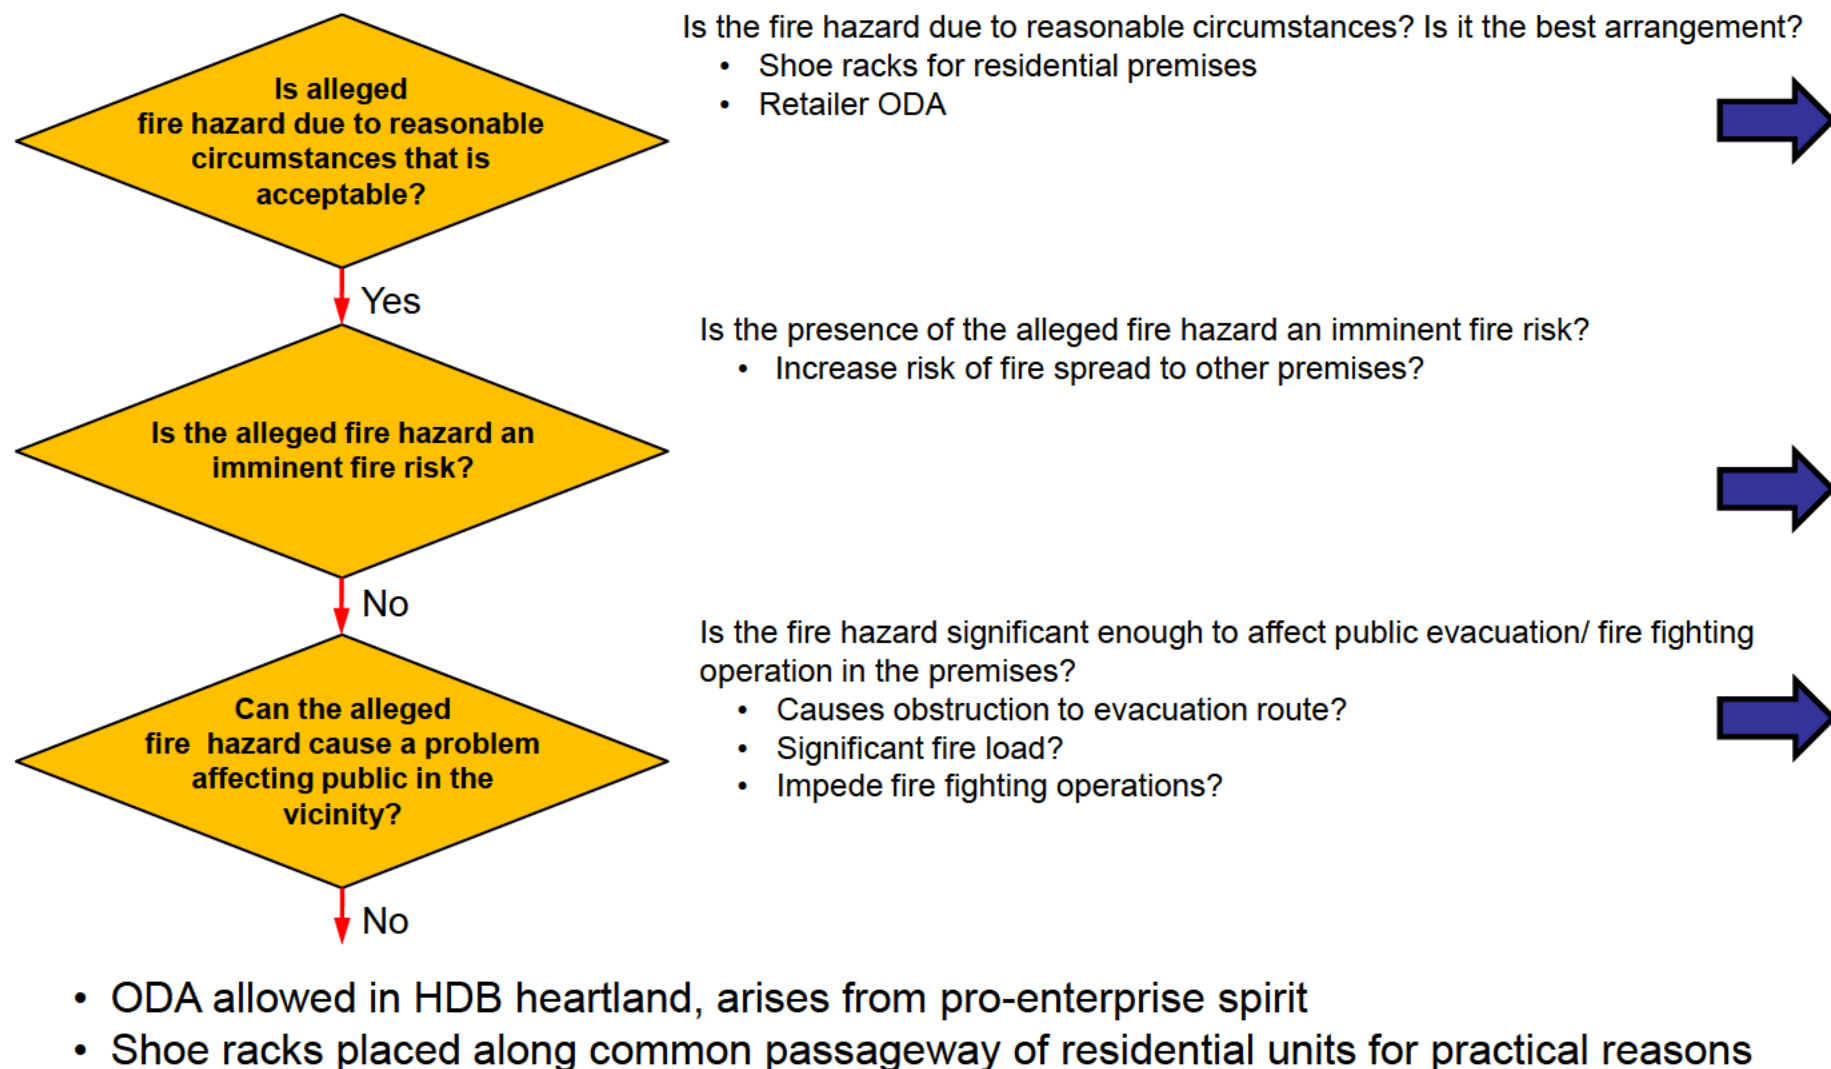 Is alleged
fire hazard due to reasonable
circumstances that is
acceptable?
Is the fire hazard due to reasonable circumstances? Is it the best arrangement?
• Shoe racks for residential premises
• Retailer ODA
Yes
Is the alleged fire hazard an
imminent fire risk?
Is the presence of the alleged fire hazard an imminent fire risk?
• Increase risk of fire spread to other premises?
No
Can the alleged
fire  hazard cause a problem
affecting public in the
vicinity?
Is the fire hazard significant enough to affect public evacuation/ fire fighting
operation in the premises?
• Causes obstruction to evacuation route?
• Significant fire load?
• Impede fire fighting operations?
No
• ODA allowed in HDB heartland, arises from pro-enterprise spirit
• Shoe racks placed along common passageway of residential units for practical reasons